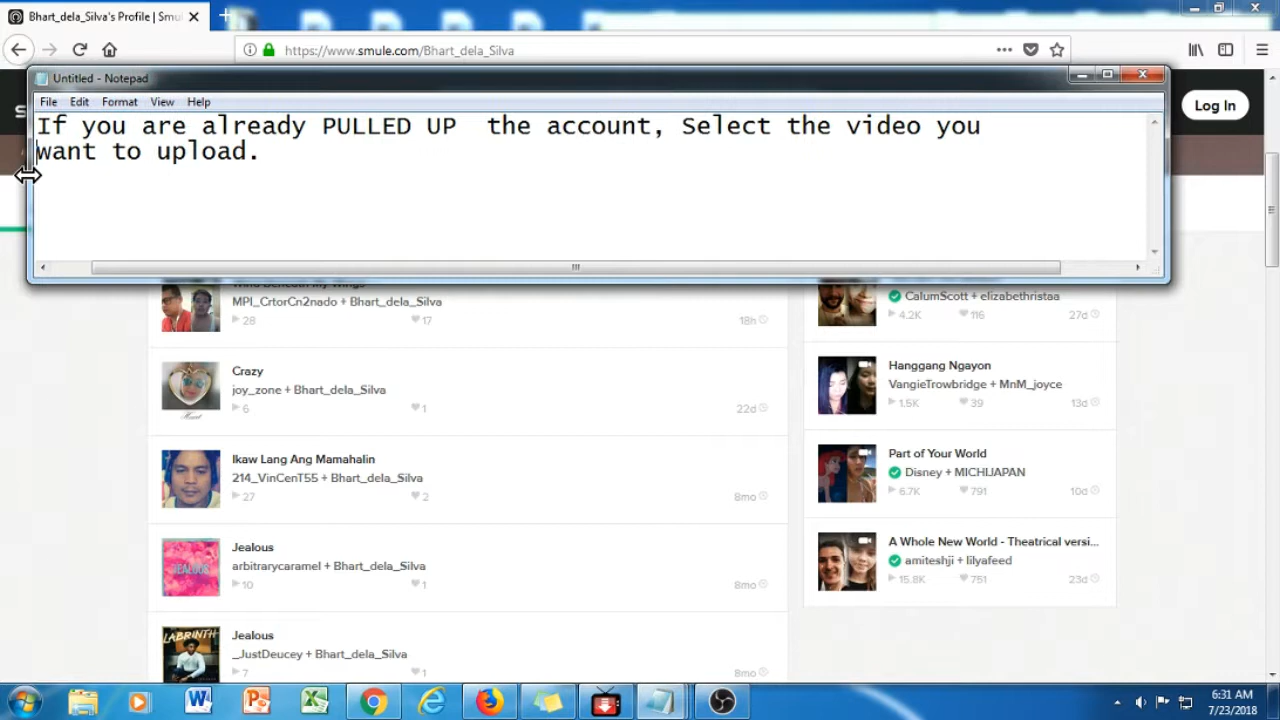 Bhart_dela_Silva's Profile | Smu
https://www.smule.com/Bhart_dela_Silva
Untitled - Notepad
File Edit Format View Help
Log In
If you are already PULLED UP  the account, Select the video you
want to upload.
MPI_CrtorCn2nado + Bhart_dela_Silva
28 17 18h
Crazy
joy_zone + Bhart_dela_Silva
6 1 22d
Ikaw Lang Ang Mamahalin
214_VinCenT55 + Bhart_dela_Silva
27 2 8mo
Jealous
arbitrarycaramel + Bhart_dela_Silva
10 1 8mo
Jealous
_JustDeucey + Bhart_dela_Silva
7 8mo
JEALOUS
LABRINTH
CalumScott + elizabethristaa
4.2K 116 27d
Hanggang Ngayon
VangieTrowbridge + MnM_joyce
1.5K 39 13d
Part of Your World
Disney + MICHIJAPAN
6.7K 791 10d
A Whole New World - Theatrical versi...
amiteshji + lilyafeed
15.8K 751 23d
6:31 AM
7/23/2018